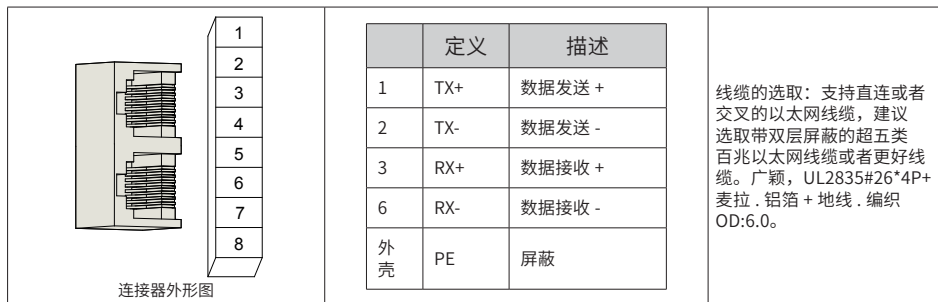 1
2
3
4
5
6
7
8
连接器外形图
定义 描述
1 TX+ 数据发送 +
2 TX- 数据发送 -
3 RX+ 数据接收 +
6 RX- 数据接收 -
外
壳 PE 屏蔽
线缆的选取：支持直连或者
交叉的以太网线缆，建议
选取带双层屏蔽的超五类
百兆以太网线缆或者更好线
缆。广颖，UL2835#26*4P+
麦拉 . 铝箔 + 地线 . 编织
OD:6.0。